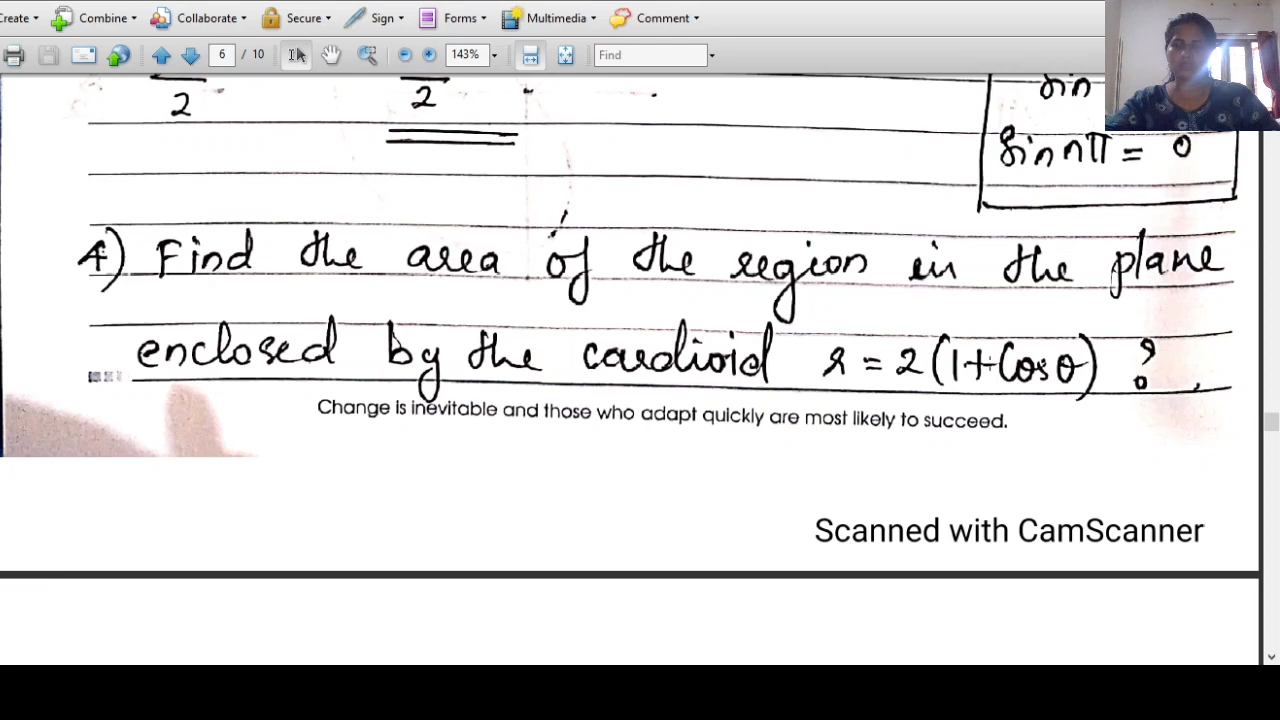 Create Combine Collaborate Secure Sign Forms Multimedia Comment
6 / 10 143% Find
2 2 sin
sin nπ = 0
4) Find the area of the region in the plane
enclosed by the cardioid r = 2(1+Cosθ) ?
Change is inevitable and those who adapt quickly are most likely to succeed.
Scanned with CamScanner